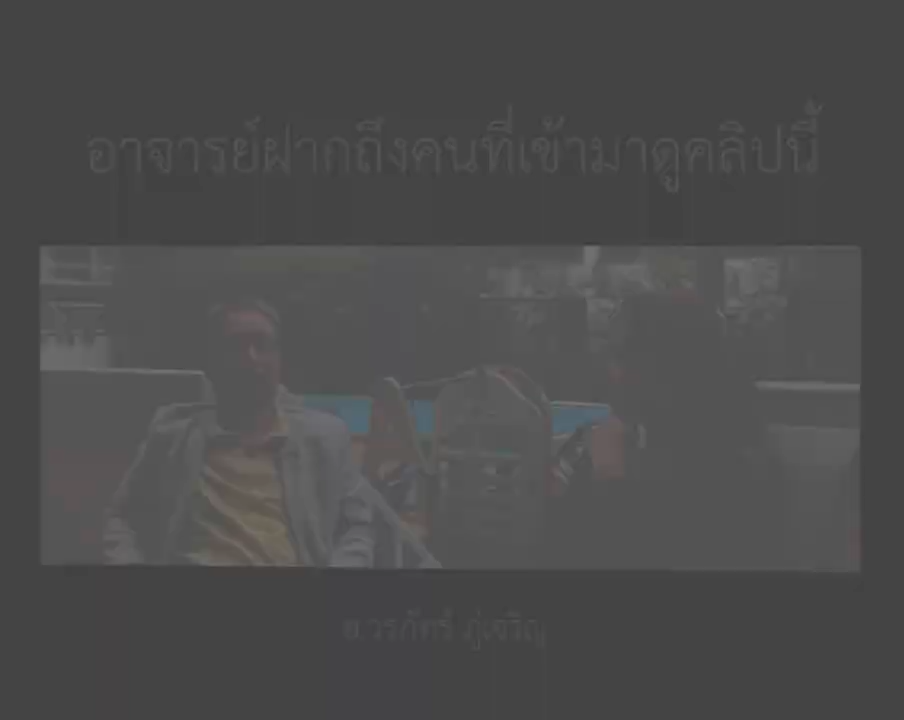 อาจารย์ฝากถึงคนที่เข้ามาดูคลิปนี้
อ.วรภัทร์ ภู่เจริญ